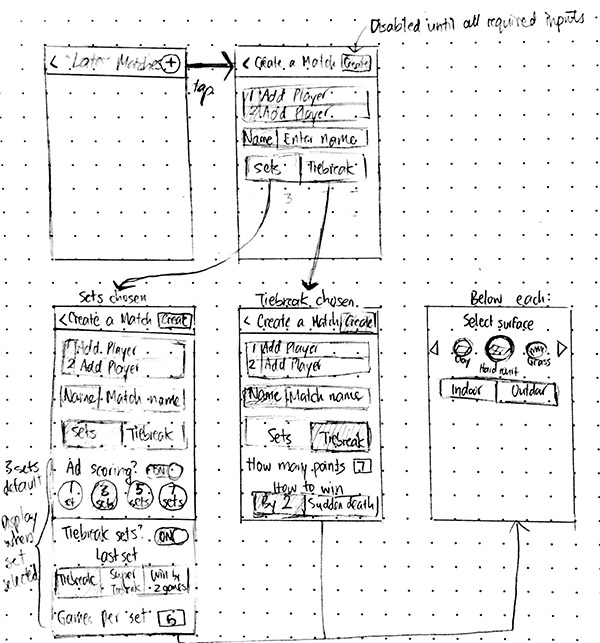 Disabled until all required inputs
< Later Matches +
tap
< Create a Match Create
1 Add Player
2 Add Player
Name Enter name
Sets Tiebreak
3
Sets chosen
< Create a Match Create
1 Add Player
2 Add Player
Name Match name
Sets Tiebreak
3 sets default
Display when set selected
Ad scoring? ON
1 set 3 sets 5 sets 7 sets
Tiebreak sets? ON
Last set
Tiebreak Super Tiebreak Win by 2 games
Games per set 6
Tiebreak chosen
< Create a Match Create
1 Add Player
2 Add Player
Name Match name
Sets Tiebreak
How many points 7
How to win
By 2 Sudden death
Below each:
Select surface
Clay Hard court Grass
Indoor Outdoor